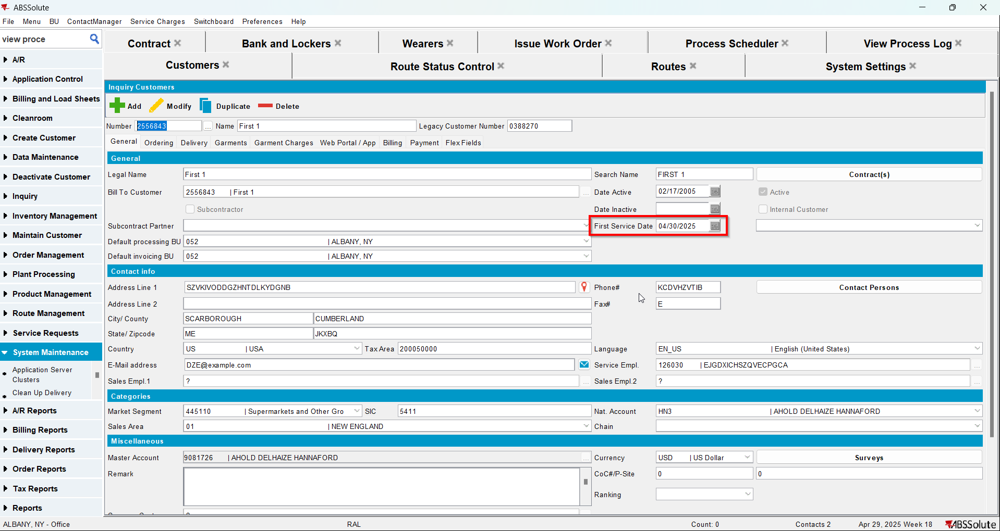 ABSSolute
File Menu BU ContactManager Service Charges Switchboard Preferences Help
view proce
Contract Bank and Lockers Wearers Issue Work Order Process Scheduler View Process Log
Customers Route Status Control Routes System Settings
A/R
Application Control
Billing and Load Sheets
Cleanroom
Create Customer
Data Maintenance
Deactivate Customer
Inquiry
Inventory Management
Maintain Customer
Order Management
Plant Processing
Product Management
Route Management
Service Requests
System Maintenance
Application Server
Clusters
Clean Up Delivery
A/R Reports
Billing Reports
Delivery Reports
Order Reports
Tax Reports
Reports
Inquiry Customers
Add Modify Duplicate Delete
Number 2556843 ... Name First 1 Legacy Customer Number 0388270
General Ordering Delivery Garments Garment Charges Web Portal / App Billing Payment Flex Fields
General
Legal Name First 1 Search Name FIRST 1 Contract(s)
Bill To Customer 2556843 | First 1 ... Date Active 02/17/2005 16 Active
Subcontractor Date Inactive 16 Internal Customer
Subcontract Partner First Service Date 04/30/2025 16
Default processing BU 052 | ALBANY, NY
Default invoicing BU 052 | ALBANY, NY
Contact info
Address Line 1 SZVKIVODDGZHNTDLKYDGNB Phone# KCDVHZVTIB Contact Persons
Address Line 2 Fax# E
City/ County SCARBOROUGH CUMBERLAND
State/ Zipcode ME JKXBQ
Country US | USA Tax Area 200050000 Language EN_US | English (United States)
E-Mail address DZE@example.com Service Empl. 126030 | EJGDXICHSZQVECPGCA ...
Sales Empl.1 ? ... Sales Empl.2 ? ...
Categories
Market Segment 445110 | Supermarkets and Other Gro SIC 5411 Nat. Account HN3 | AHOLD DELHAIZE HANNAFORD
Sales Area 01 | NEW ENGLAND Chain
Miscellaneous
Master Account 9081726 | AHOLD DELHAIZE HANNAFORD ... Currency USD | US Dollar Surveys
Remark CoC#/P-Site 0 0
Ranking
ALBANY, NY - Office RAL Count: 0 Contacts 2 Apr 29, 2025 Week 18 ABSSolute